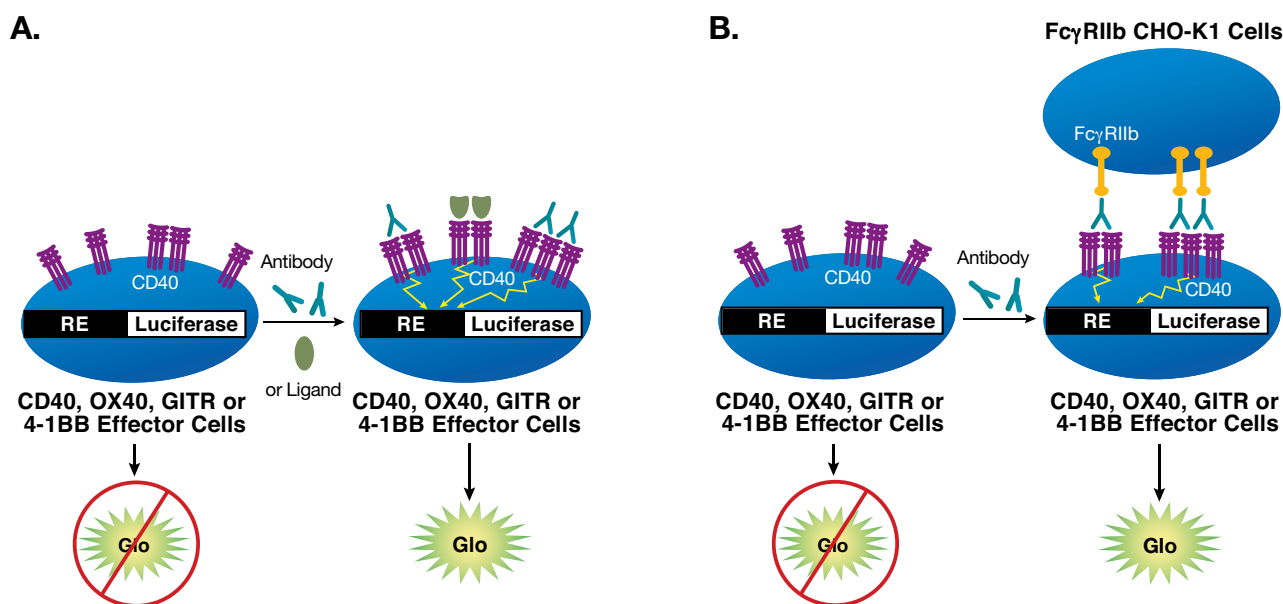 A.
CD40
RE
Luciferase
CD40, OX40, GITR or
4-1BB Effector Cells
Glo
Antibody
or Ligand
CD40
RE
Luciferase
CD40, OX40, GITR or
4-1BB Effector Cells
Glo
B.
CD40
RE
Luciferase
CD40, OX40, GITR or
4-1BB Effector Cells
Glo
Antibody
FcγRIIb CHO-K1 Cells
FcγRIIb
CD40
RE
Luciferase
CD40, OX40, GITR or
4-1BB Effector Cells
Glo